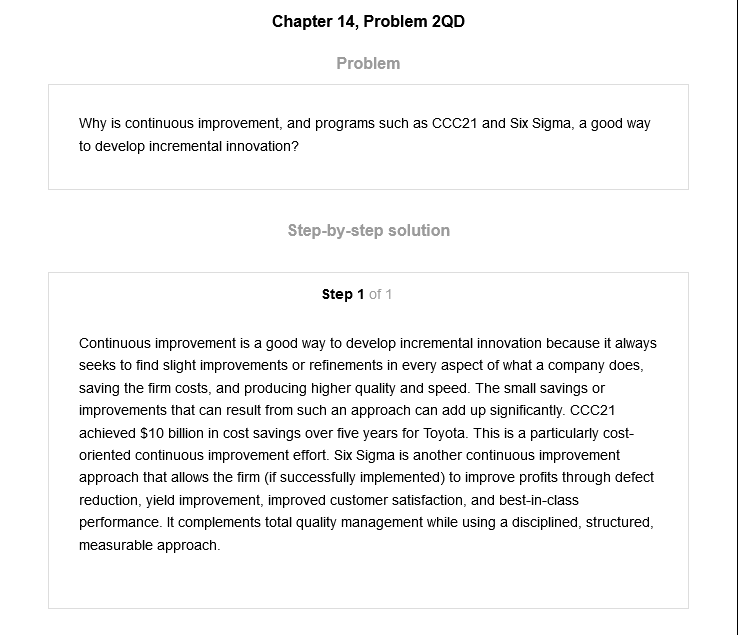 Chapter 14, Problem 2QD
Problem
Why is continuous improvement, and programs such as CCC21 and Six Sigma, a good way
to develop incremental innovation?
Step-by-step solution
Step 1 of 1
Continuous improvement is a good way to develop incremental innovation because it always
seeks to find slight improvements or refinements in every aspect of what a company does,
saving the firm costs, and producing higher quality and speed. The small savings or
improvements that can result from such an approach can add up significantly. CCC21
achieved $10 billion in cost savings over five years for Toyota. This is a particularly cost-
oriented continuous improvement effort. Six Sigma is another continuous improvement
approach that allows the firm (if successfully implemented) to improve profits through defect
reduction, yield improvement, improved customer satisfaction, and best-in-class
performance. It complements total quality management while using a disciplined, structured,
measurable approach.